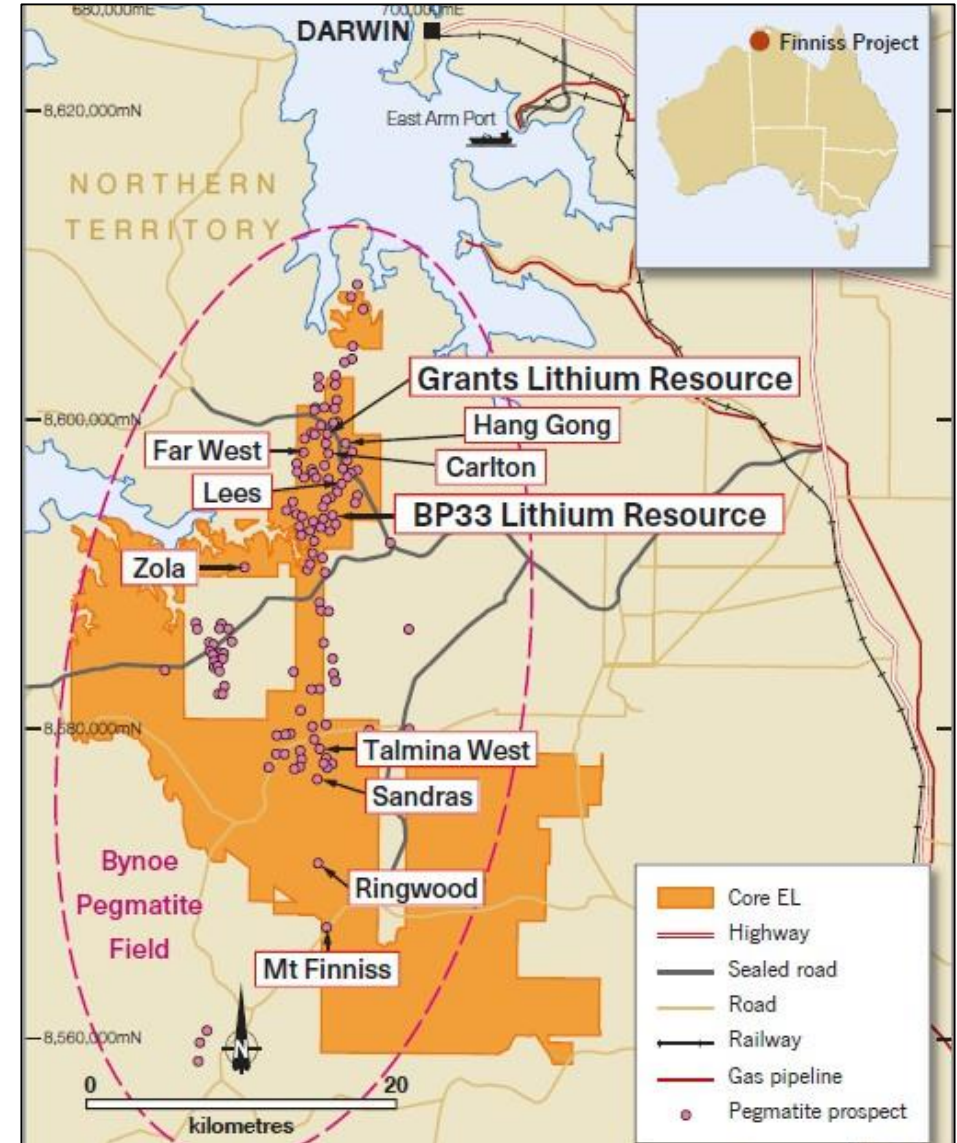 680,000mE
700,000mE
DARWIN
Finniss Project
8,620,000mN
East Arm Port
NORTHERN
TERRITORY
Grants Lithium Resource
8,600,000mN
Hang Gong
Far West
Carlton
Lees
BP33 Lithium Resource
Zola
8,580,000mN
Talmina West
Sandras
Bynoe
Pegmatite
Field
Ringwood
Mt Finniss
8,560,000mN
N
0 20
kilometres
Core EL
Highway
Sealed road
Road
Railway
Gas pipeline
Pegmatite prospect